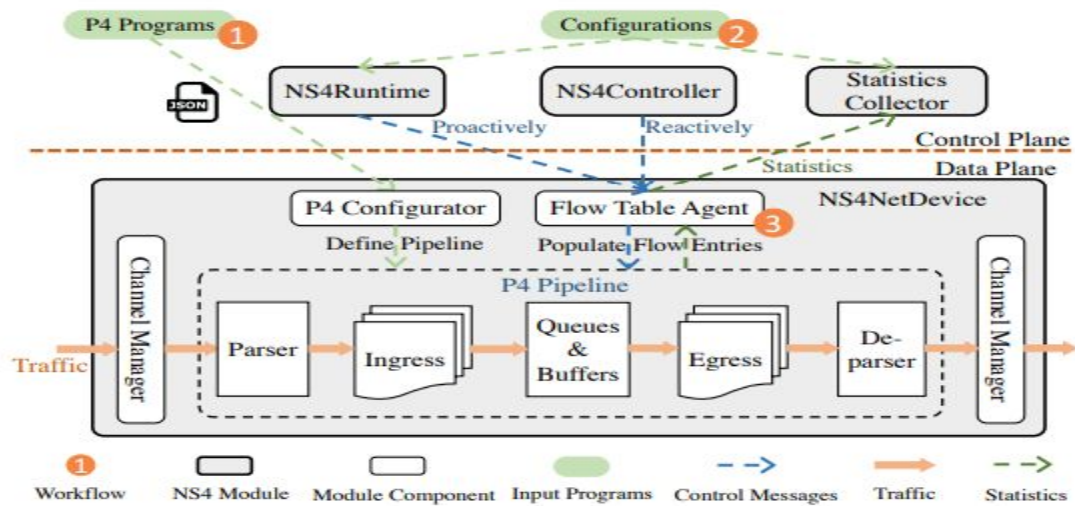 P4 Programs
1
Configurations
2
JSON
NS4Runtime
NS4Controller
Statistics
Collector
Proactively
Reactively
Control Plane
Statistics
Data Plane
NS4NetDevice
P4 Configurator
Flow Table Agent
3
Define Pipeline
Populate Flow Entries
P4 Pipeline
Channel Manager
Traffic
Parser
Ingress
Queues
&
Buffers
Egress
De-
parser
Channel Manager
1
Workflow
NS4 Module
Module Component
Input Programs
Control Messages
Traffic
Statistics